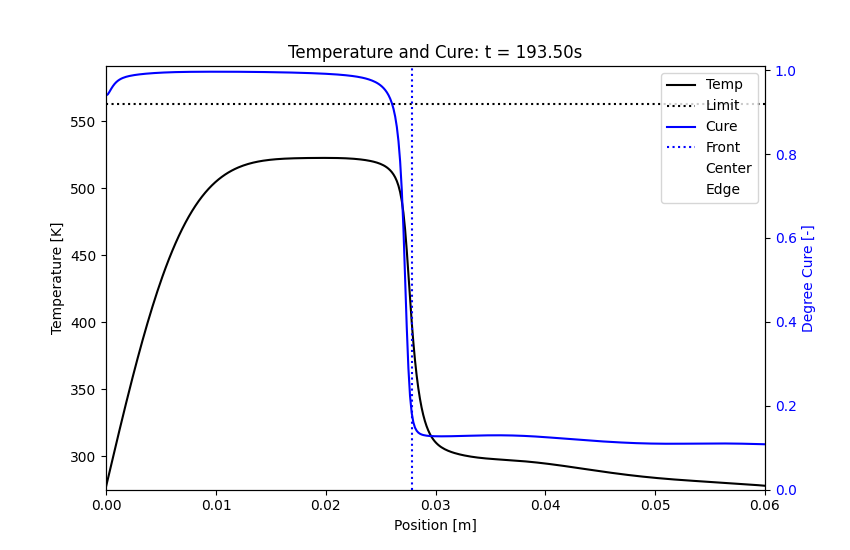 Temperature and Cure: t = 193.50s
Temp
Limit
Cure
Front
Center
Edge
Temperature [K]
550
500
450
400
350
300
1.0
0.8
0.6
0.4
0.2
0.0
Degree Cure [-]
0.00 0.01 0.02 0.03 0.04 0.05 0.06
Position [m]